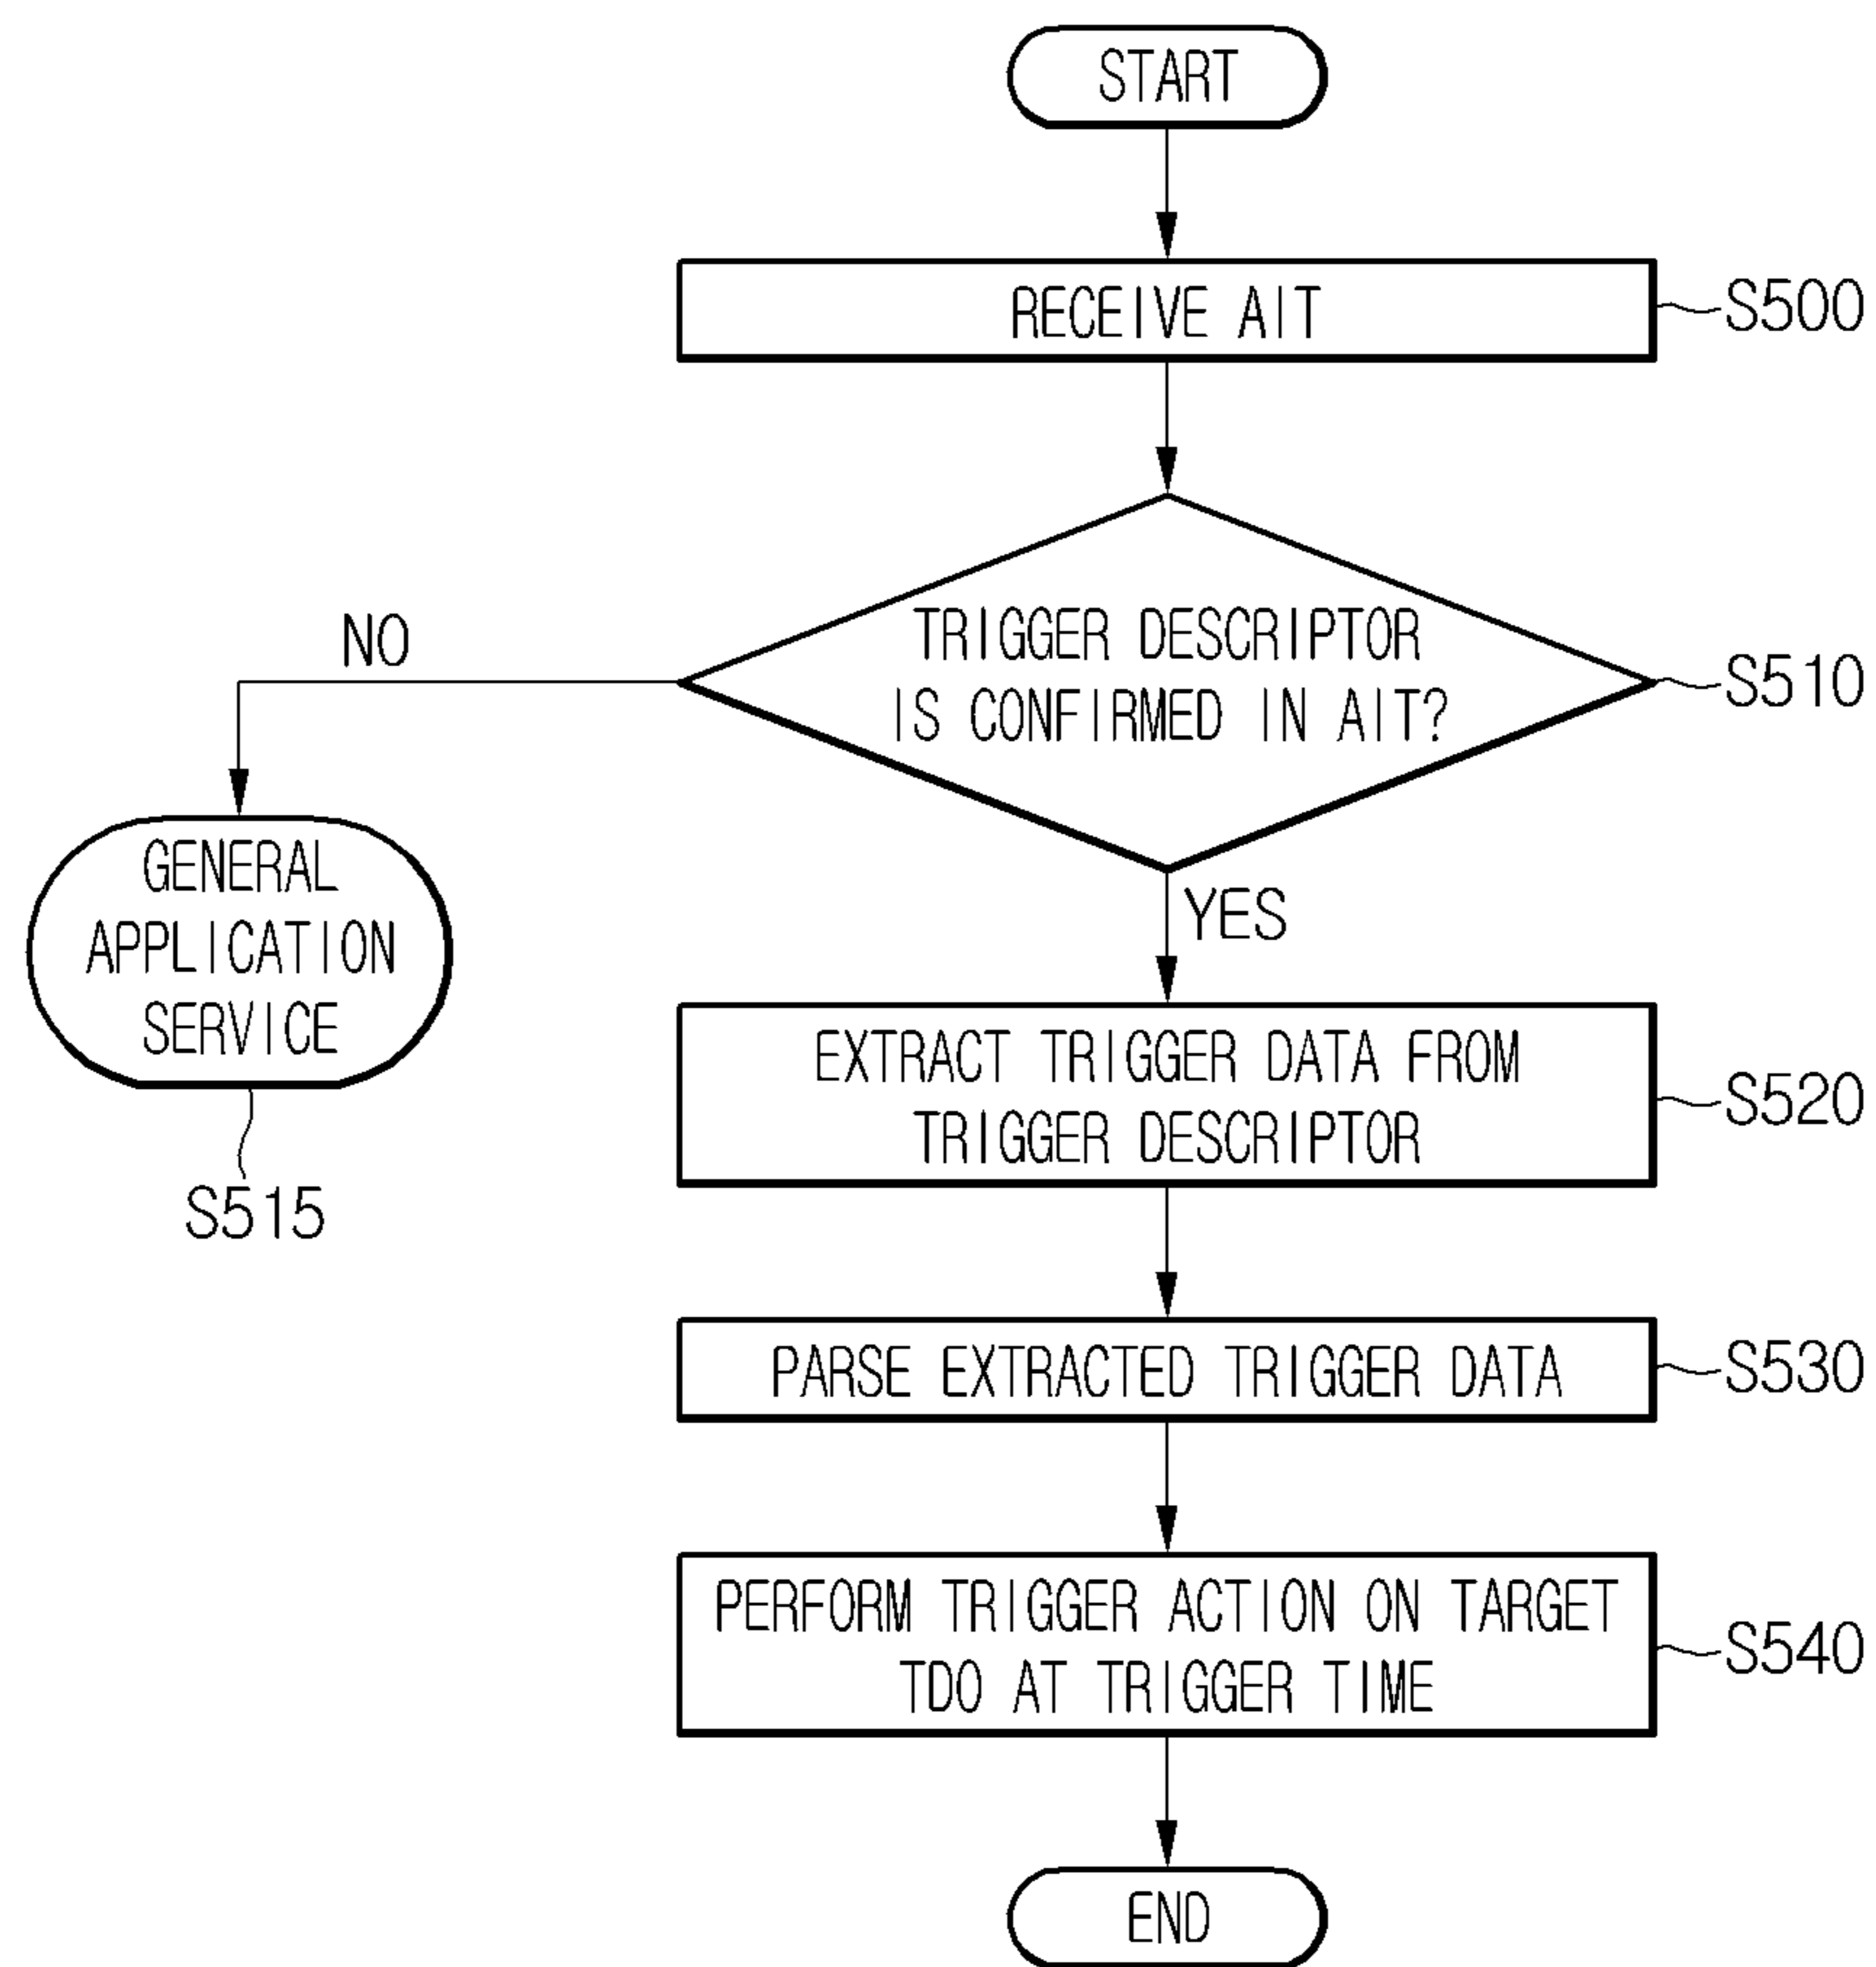 START
RECEIVE AIT
S500
TRIGGER DESCRIPTOR
IS CONFIRMED IN AIT?
S510
NO
YES
GENERAL
APPLICATION
SERVICE
S515
EXTRACT TRIGGER DATA FROM
TRIGGER DESCRIPTOR
S520
PARSE EXTRACTED TRIGGER DATA
S530
PERFORM TRIGGER ACTION ON TARGET
TDO AT TRIGGER TIME
S540
END